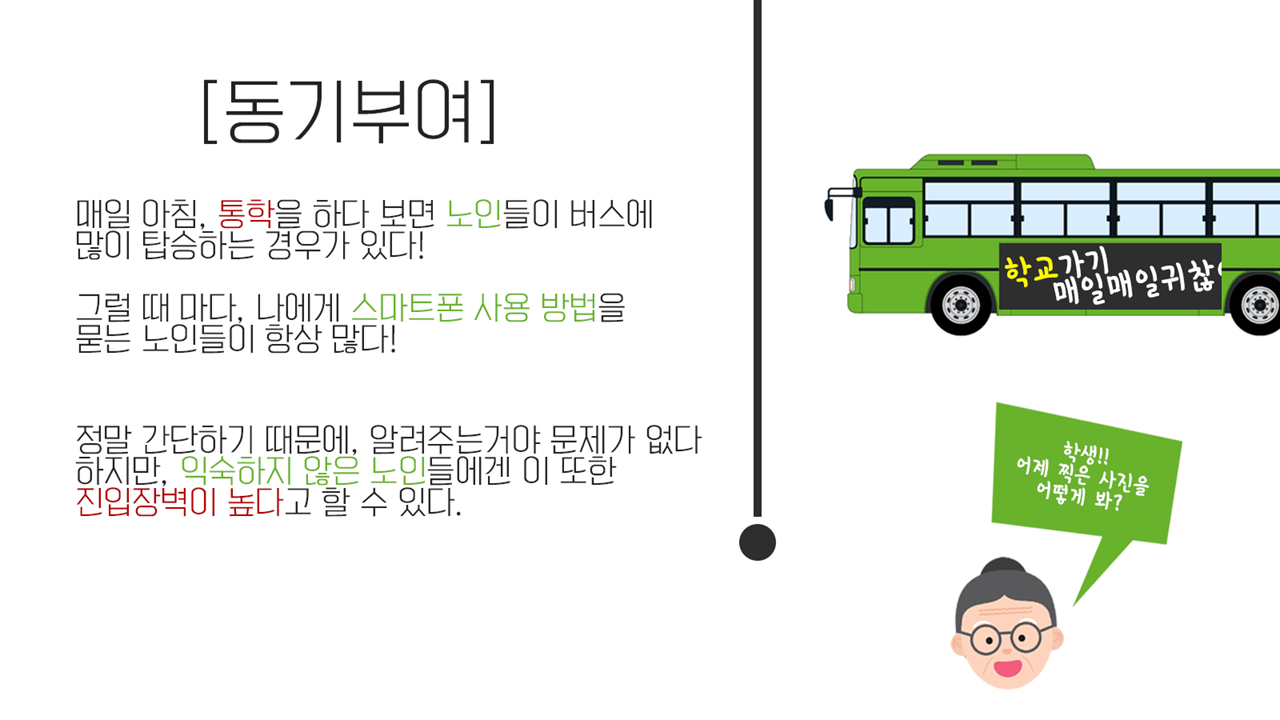 [동기부여]
매일 아침, 통학을 하다 보면 노인들이 버스에
많이 탑승하는 경우가 있다!
그럴 때 마다, 나에게 스마트폰 사용 방법을
묻는 노인들이 항상 많다!
정말 간단하기 때문에, 알려주는거야 문제가 없다
하지만, 익숙하지 않은 노인들에겐 이 또한
진입장벽이 높다고 할 수 있다.
학교가기
매일매일귀찮
학생!!
어제 찍은 사진을
어떻게 봐?